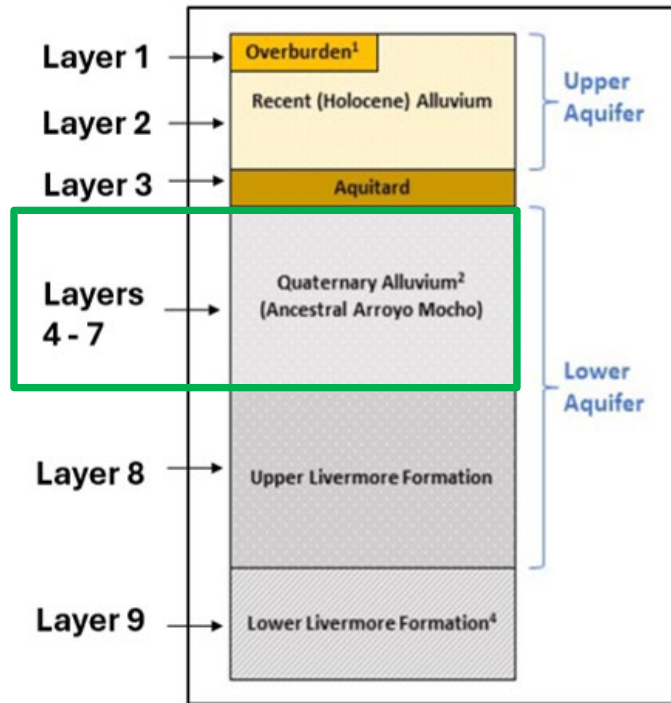 Layer 1
Overburden¹
Layer 2
Recent (Holocene) Alluvium
Upper
Aquifer
Layer 3
Aquitard
Layers
4 - 7
Quaternary Alluvium²
(Ancestral Arroyo Mocho)
Lower
Aquifer
Layer 8
Upper Livermore Formation
Layer 9
Lower Livermore Formation⁴